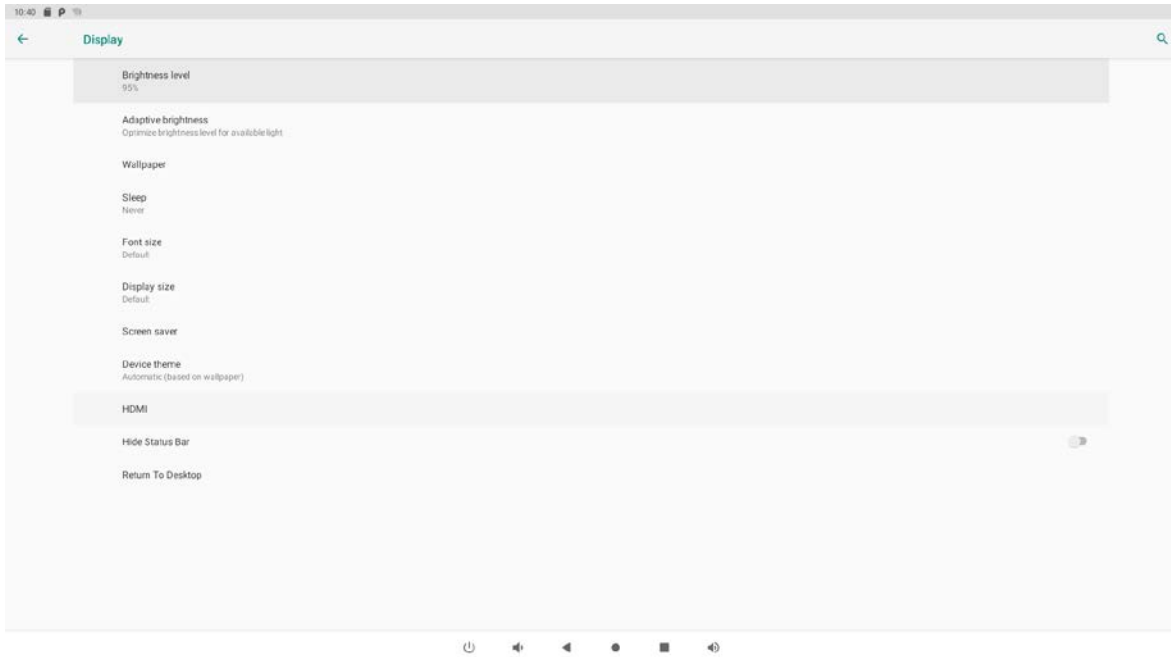 10:40
Display
Brightness level
95%
Adaptive brightness
Optimize brightness level for available light
Wallpaper
Sleep
Never
Font size
Default
Display size
Default
Screen saver
Device theme
Automatic (based on wallpaper)
HDMI
Hide Status Bar
Return To Desktop